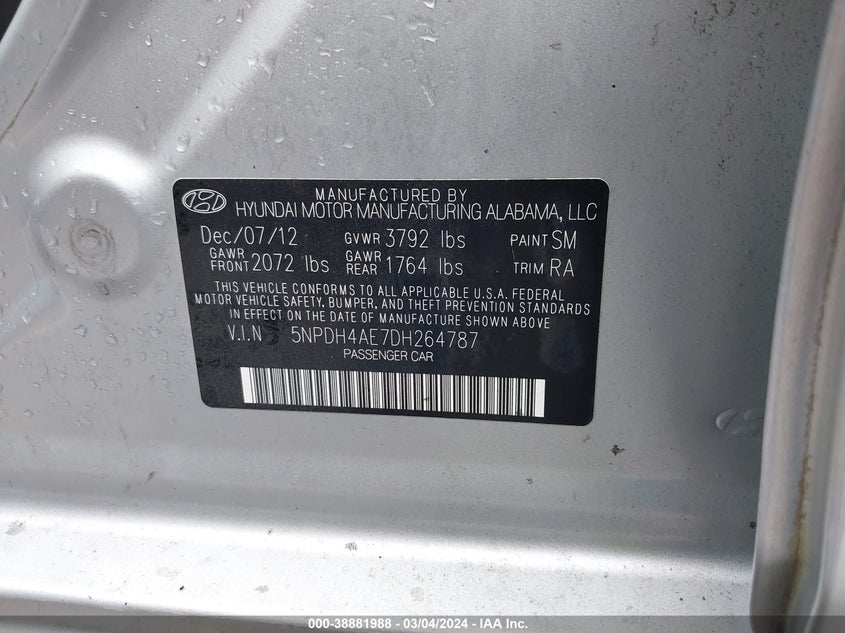 MANUFACTURED BY
HYUNDAI MOTOR MANUFACTURING ALABAMA, LLC
Dec/07/12 GVWR 3792 lbs PAINT SM
GAWR FRONT 2072 lbs GAWR REAR 1764 lbs TRIM RA
THIS VEHICLE CONFORMS TO ALL APPLICABLE U.S.A. FEDERAL
MOTOR VEHICLE SAFETY, BUMPER, AND THEFT PREVENTION STANDARDS
IN EFFECT ON THE DATE OF MANUFACTURE SHOWN ABOVE
V.I.N 5NPDH4AE7DH264787
PASSENGER CAR
000-38881988 - 03/04/2024 - IAA Inc.